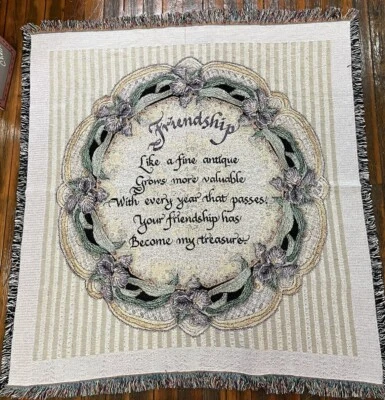 Friendship
Like a fine antique
Grows more valuable
With every year that passes.
Your friendship has
Become my treasure.